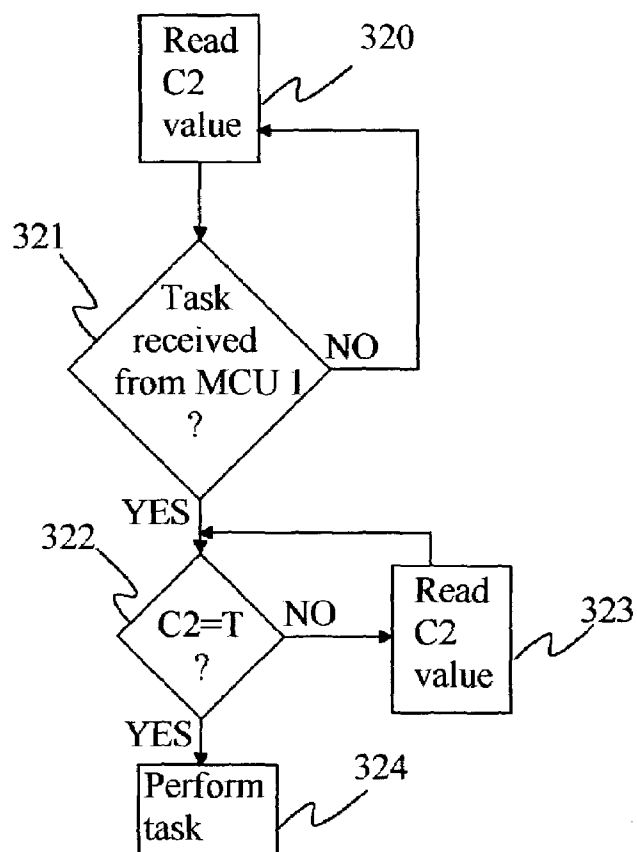 Read
C2
value
320
321
Task
received
from MCU 1
?
NO
YES
322
C2=T
?
NO
Read
C2
value
323
YES
Perform
task
324